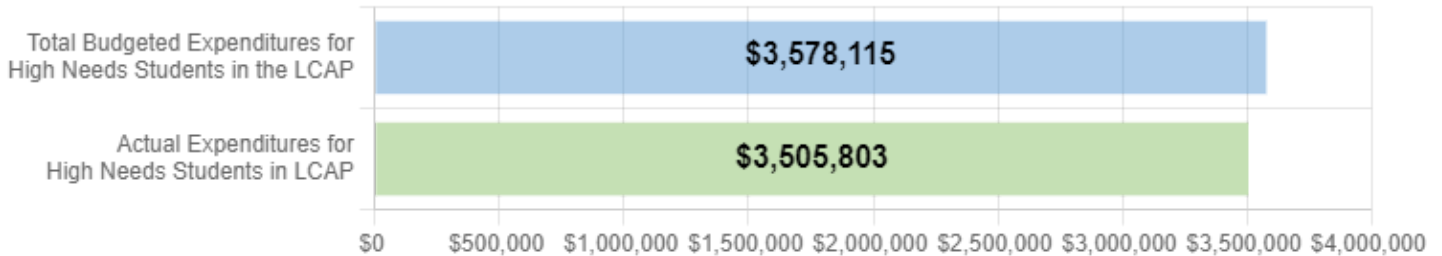 Total Budgeted Expenditures for
High Needs Students in the LCAP
$3,578,115
Actual Expenditures for
High Needs Students in LCAP
$3,505,803
$0 $500,000 $1,000,000 $1,500,000 $2,000,000 $2,500,000 $3,000,000 $3,500,000 $4,000,000